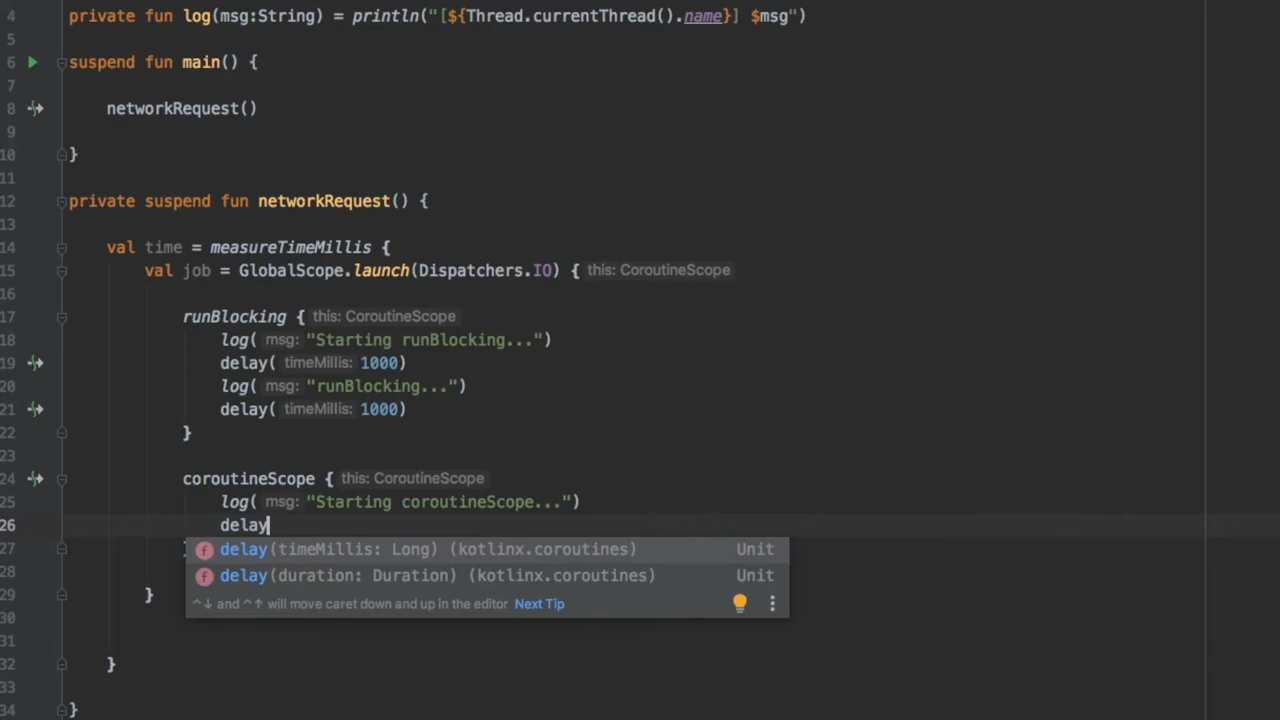 4 private fun log(msg:String) = println("[${Thread.currentThread().name}] $msg")
5
6 suspend fun main() {
7
8 networkRequest()
9
10 }
11
12 private suspend fun networkRequest() {
13
14 val time = measureTimeMillis {
15 val job = GlobalScope.launch(Dispatchers.IO) { this: CoroutineScope
16
17 runBlocking { this: CoroutineScope
18 log( msg: "Starting runBlocking...")
19 delay( timeMillis: 1000)
20 log( msg: "runBlocking...")
21 delay( timeMillis: 1000)
22 }
23
24 coroutineScope { this: CoroutineScope
25 log( msg: "Starting coroutineScope...")
26 delay
27 delay(timeMillis: Long) (kotlinx.coroutines) Unit
28 delay(duration: Duration) (kotlinx.coroutines) Unit
29 } ^↓ and ^↑ will move caret down and up in the editor Next Tip
30
31
32 }
33
34 }